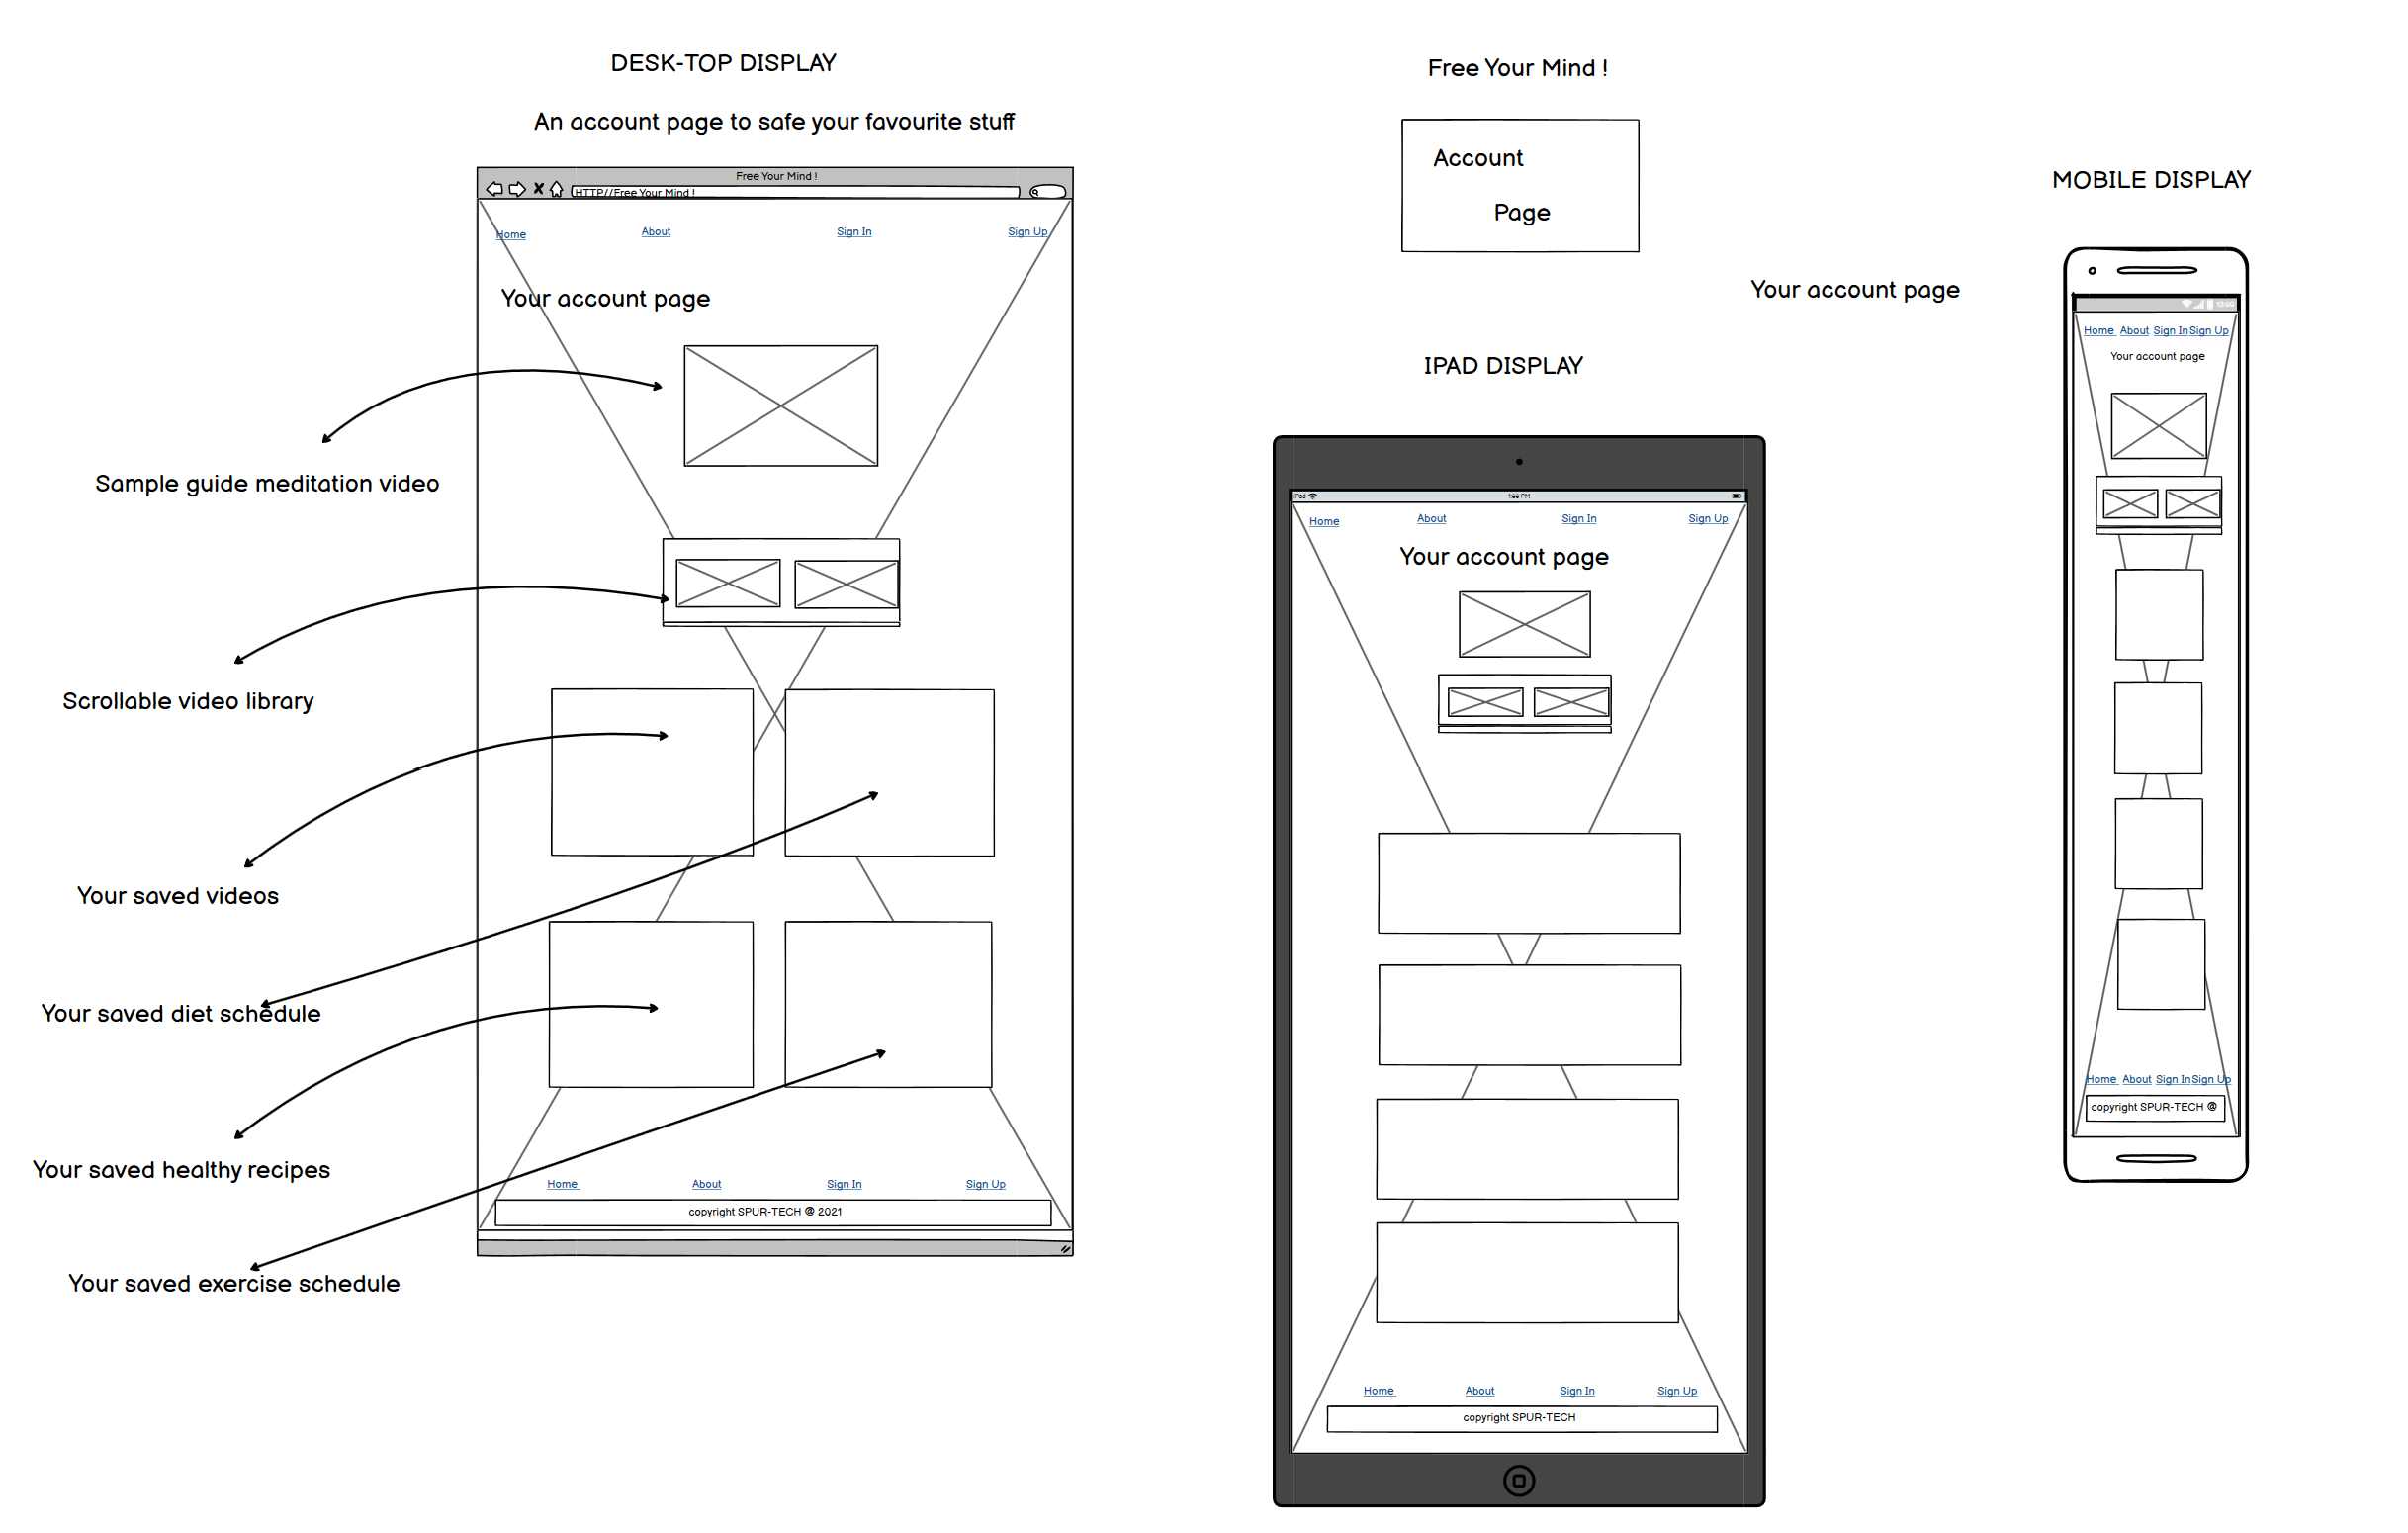 DESK-TOP DISPLAY
An account page to safe your favourite stuff
Free Your Mind !
HTTP//Free Your Mind !
Home About Sign In Sign Up
Your account page
Sample guide meditation video
Scrollable video library
Your saved videos
Your saved diet schedule
Your saved healthy recipes
Your saved exercise schedule
Home About Sign In Sign Up
copyright SPUR-TECH @ 2021
Free Your Mind !
Account
Page
Your account page
IPAD DISPLAY
iPad
PM
Home About Sign In Sign Up
Your account page
Home About Sign In Sign Up
copyright SPUR-TECH
MOBILE DISPLAY
Home About Sign In Sign Up
Your account page
Home About Sign In Sign Up
copyright SPUR-TECH @